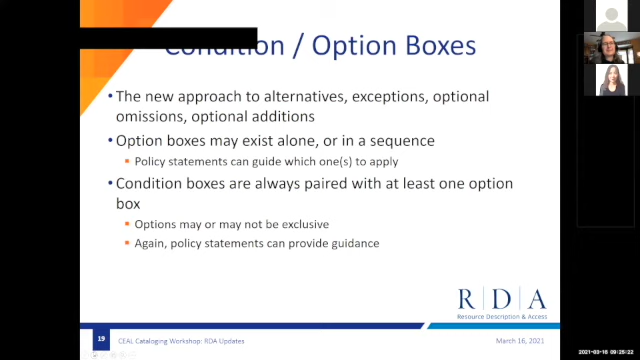 Condition / Option Boxes
• The new approach to alternatives, exceptions, optional
omissions, optional additions
• Option boxes may exist alone, or in a sequence
▪ Policy statements can guide which one(s) to apply
• Condition boxes are always paired with at least one option
box
▪ Options may or may not be exclusive
▪ Again, policy statements can provide guidance
R | D | A
Resource Description & Access
19
CEAL Cataloging Workshop: RDA Updates
March 16, 2021
2021-03-16 09:25:22